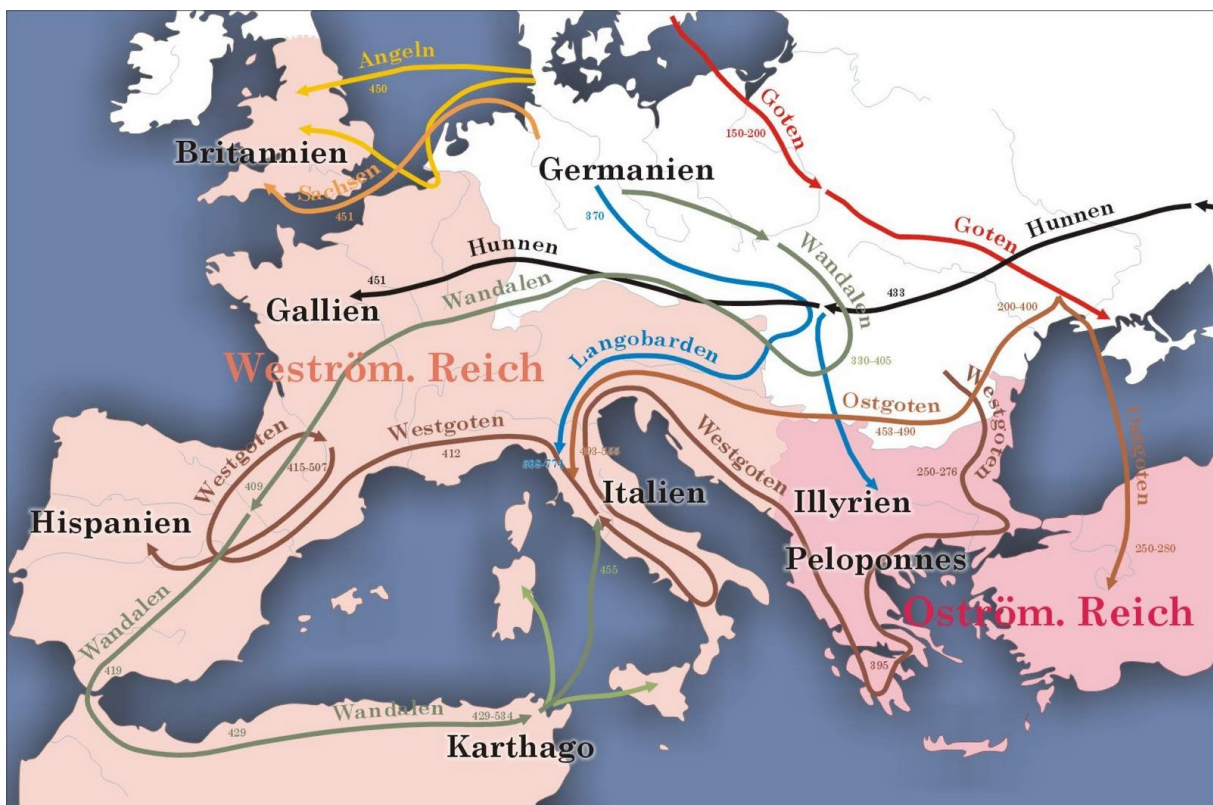 Angeln
450
Britannien
Sachsen
451
Germanien
370
Goten
150-200
Goten
Hunnen
Hunnen
451
433
200-400
Wandalen
Wandalen
330-405
Gallien
Langobarden
Weström. Reich
Ostgoten
453-490
Westgoten
250-276
Ostgoten
250-280
Westgoten
415-507
409
Westgoten
412
Westgoten
Italien
Illyrien
Hispanien
Peloponnes
Oström. Reich
455
395
Wandalen
419
429
Wandalen
429-534
Karthago